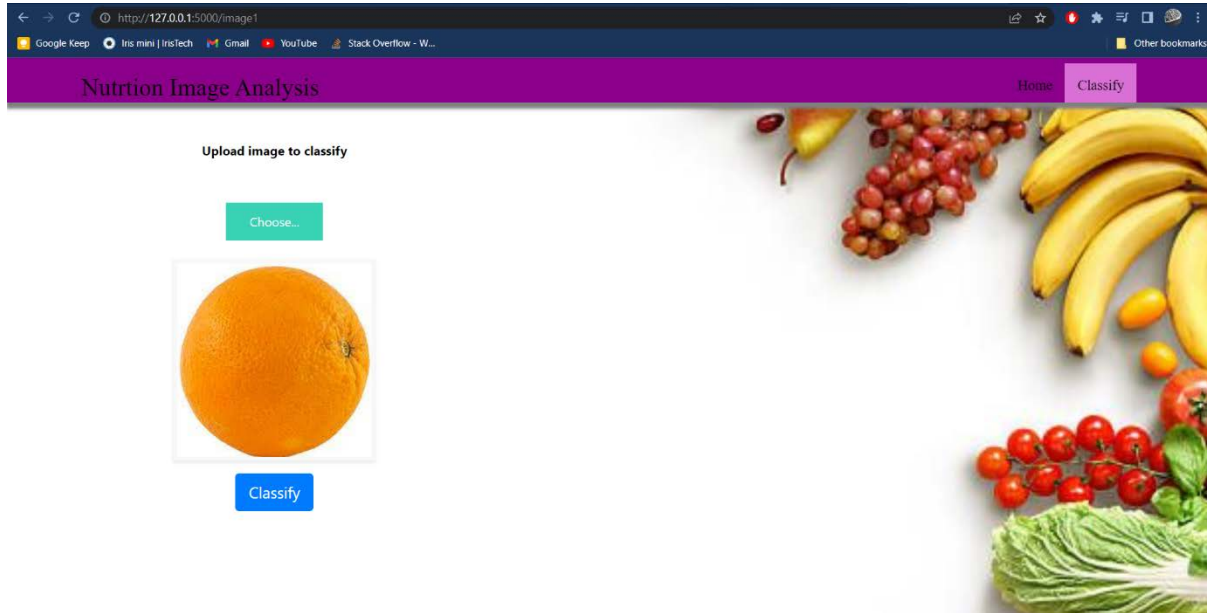 http://127.0.0.1:5000/image1
Google Keep Iris mini | IrisTech Gmail YouTube Stack Overflow - W... Other bookmarks
Nutrtion Image Analysis Home Classify
Upload image to classify
Choose...
Classify